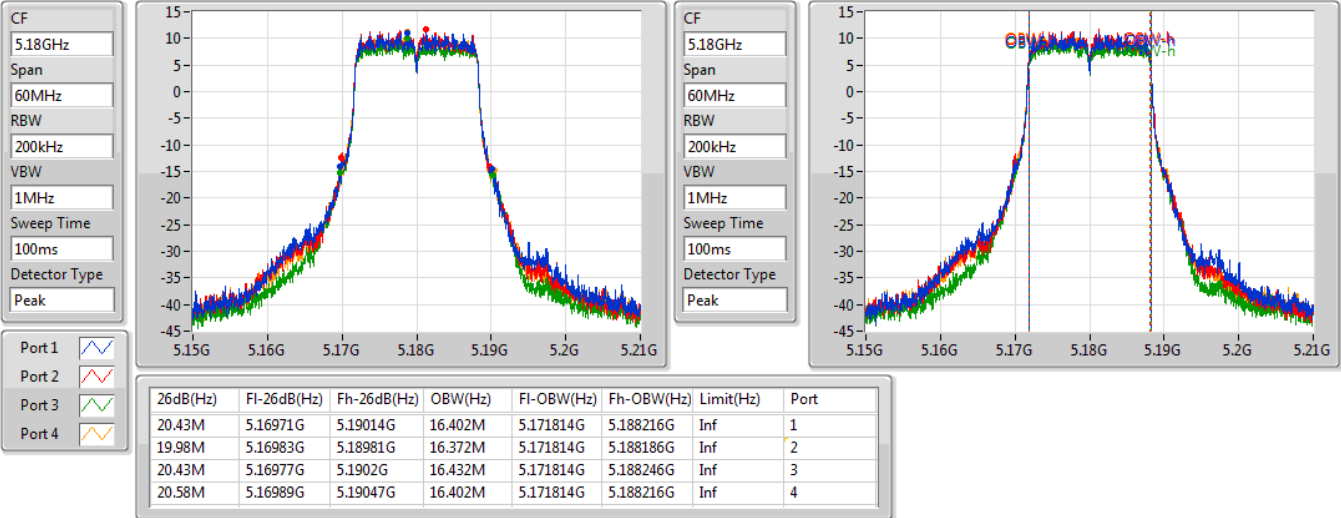 CF
5.18GHz
Span
60MHz
RBW
200kHz
VBW
1MHz
Sweep Time
100ms
Detector Type
Peak
15
10
5
0
-5
-10
-15
-20
-25
-30
-35
-40
-45
5.15G 5.16G 5.17G 5.18G 5.19G 5.2G 5.21G
CF
5.18GHz
Span
60MHz
RBW
200kHz
VBW
1MHz
Sweep Time
100ms
Detector Type
Peak
15
10
5
0
-5
-10
-15
-20
-25
-30
-35
-40
-45
OBW-h
5.15G 5.16G 5.17G 5.18G 5.19G 5.2G 5.21G
Port 1
Port 2
Port 3
Port 4
26dB(Hz) Fl-26dB(Hz) Fh-26dB(Hz) OBW(Hz) Fl-OBW(Hz) Fh-OBW(Hz) Limit(Hz) Port
20.43M 5.16971G 5.19014G 16.402M 5.171814G 5.188216G Inf 1
19.98M 5.16983G 5.18981G 16.372M 5.171814G 5.188186G Inf 2
20.43M 5.16977G 5.1902G 16.432M 5.171814G 5.188246G Inf 3
20.58M 5.16989G 5.19047G 16.402M 5.171814G 5.188216G Inf 4